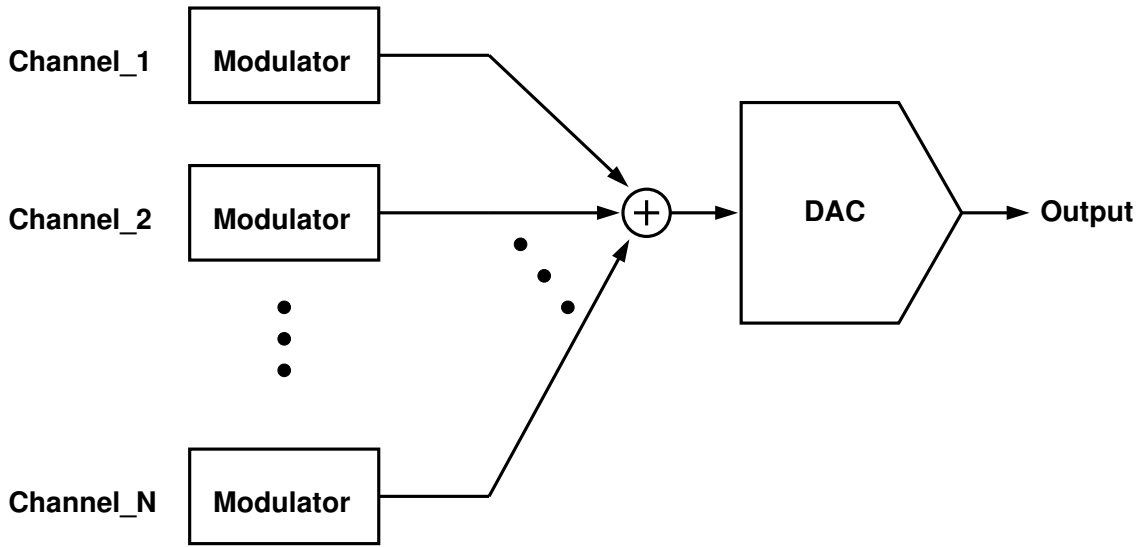 Channel_1 Modulator
Channel_2 Modulator
DAC
Output
Channel_N Modulator